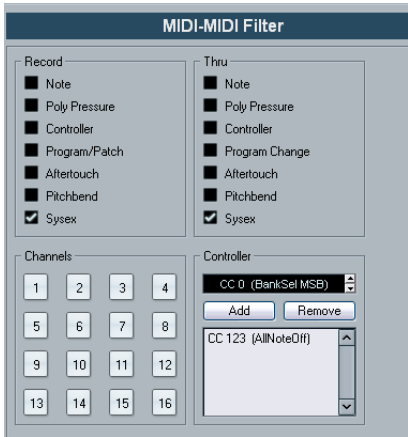 MIDI-MIDI Filter
Record
Note
Poly Pressure
Controller
Program/Patch
Aftertouch
Pitchbend
Sysex
Thru
Note
Poly Pressure
Controller
Program Change
Aftertouch
Pitchbend
Sysex
Channels
1 2 3 4
5 6 7 8
9 10 11 12
13 14 15 16
Controller
CC 0 (BankSel MSB)
Add Remove
CC 123 (AllNoteOff)